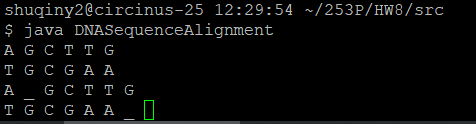 shuqiny2@circinus-25 12:29:54 ~/253P/HW8/src
$ java DNASequenceAlignment
A G C T T G
T G C G A A
A _ G C T T G
T G C G A A _